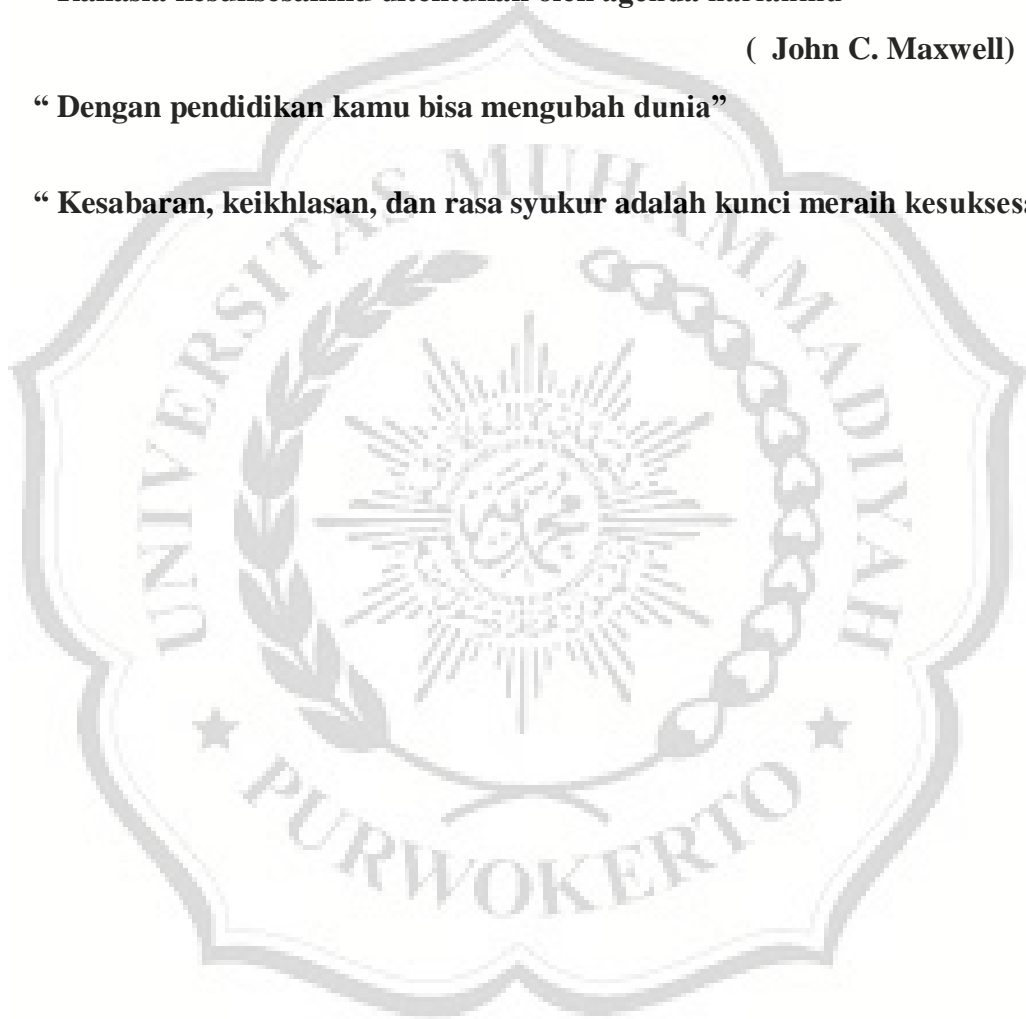 ( John C. Maxwell)
“ Dengan pendidikan kamu bisa mengubah dunia”
“ Kesabaran, keikhlasan, dan rasa syukur adalah kunci meraih
UNIVERSITAS MUHAMMADIYAH
PURWOKERTO